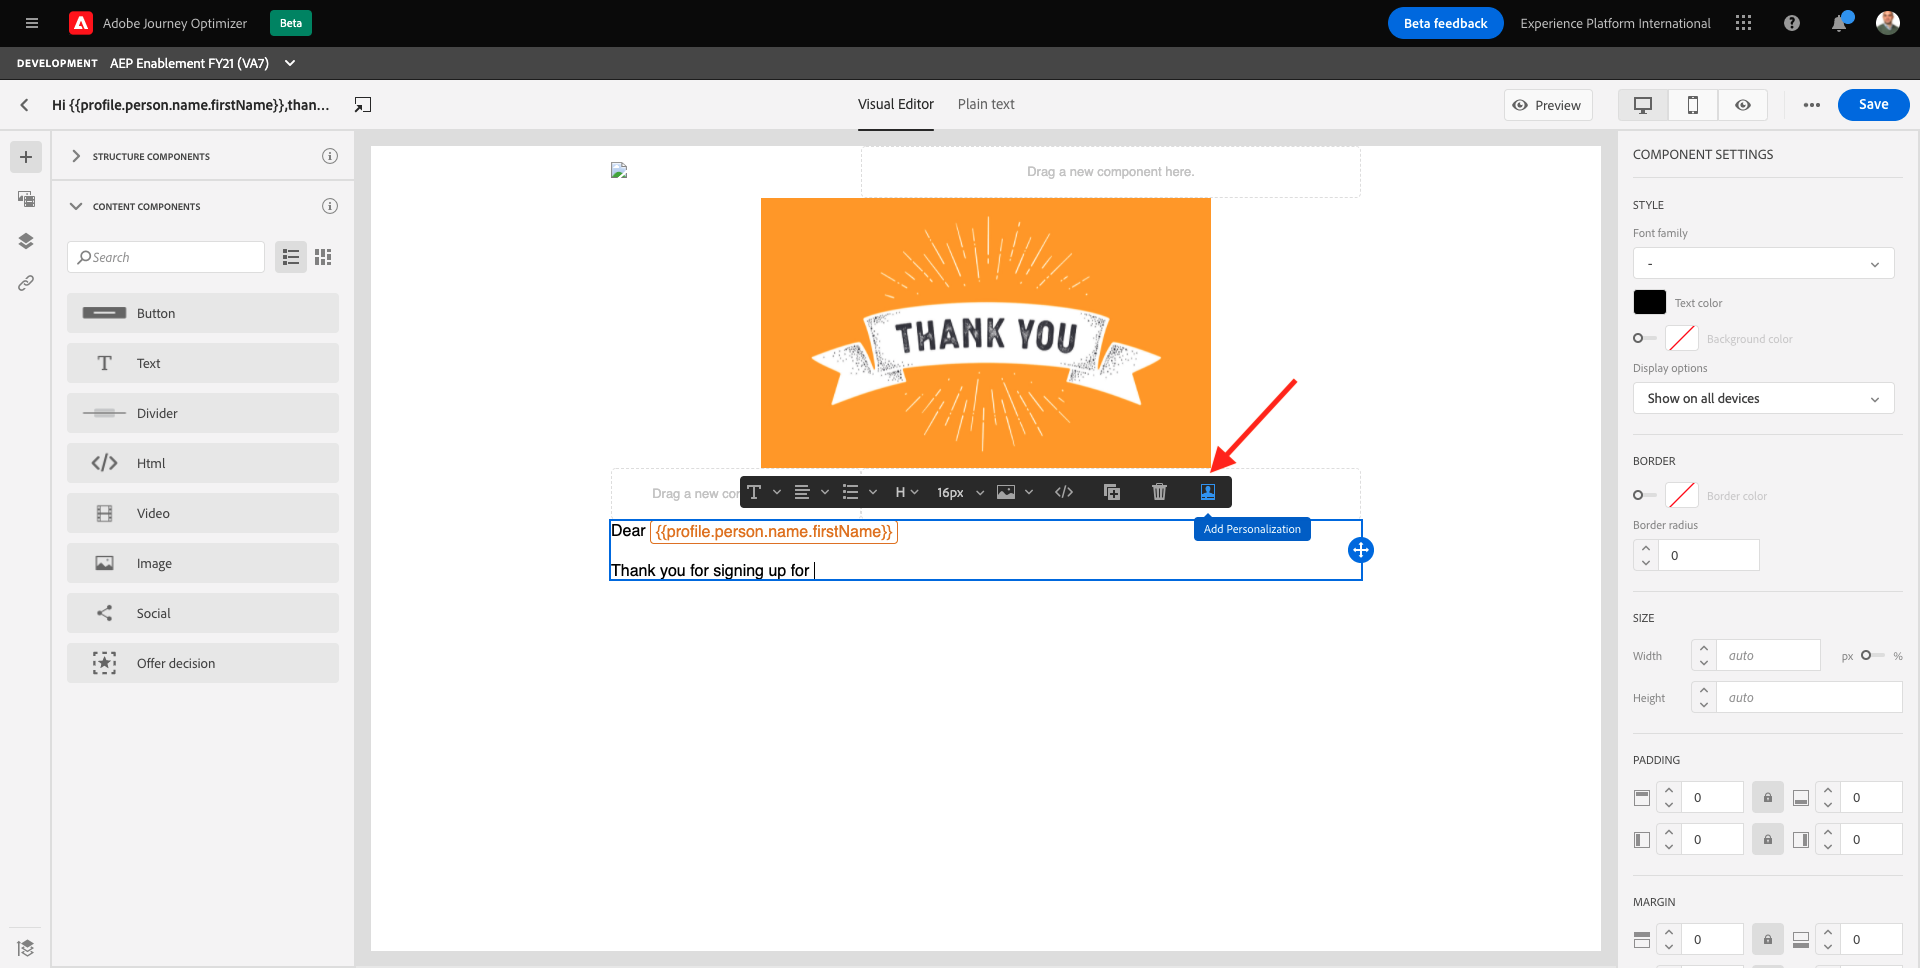 Adobe Journey Optimizer
Beta
Beta feedback
Experience Platform International
DEVELOPMENT
AEP Enablement FY21 (VA7)
Hi {{profile.person.name.firstName}},than...
Visual Editor
Plain text
Preview
Save
STRUCTURE COMPONENTS
CONTENT COMPONENTS
Search
Button
Text
Divider
Html
Video
Image
Social
Offer decision
Drag a new component here.
THANK YOU
Drag a new con
H
16px
Add Personalization
Dear {{profile.person.name.firstName}}
Thank you for signing up for
COMPONENT SETTINGS
STYLE
Font family
-
Text color
Background color
Display options
Show on all devices
BORDER
Border color
Border radius
0
SIZE
Width
auto
px
%
Height
auto
PADDING
0
0
0
0
MARGIN
0
0